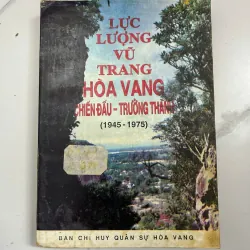 LỰC
LƯỢNG
VŨ
TRANG
HÒA VANG
CHIẾN ĐẤU - TRƯỞNG THÀNH
(1945-1975)
BAN CHỈ HUY QUÂN SỰ HÒA VANG